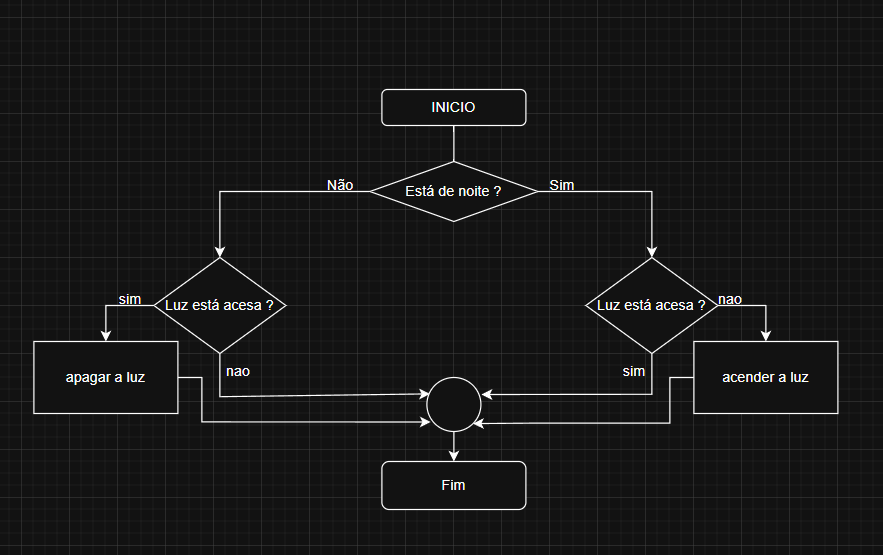 INICIO
Não
Está de noite ?
Sim
sim
Luz está acesa ?
Luz está acesa ?
nao
apagar a luz
nao
sim
acender a luz
Fim